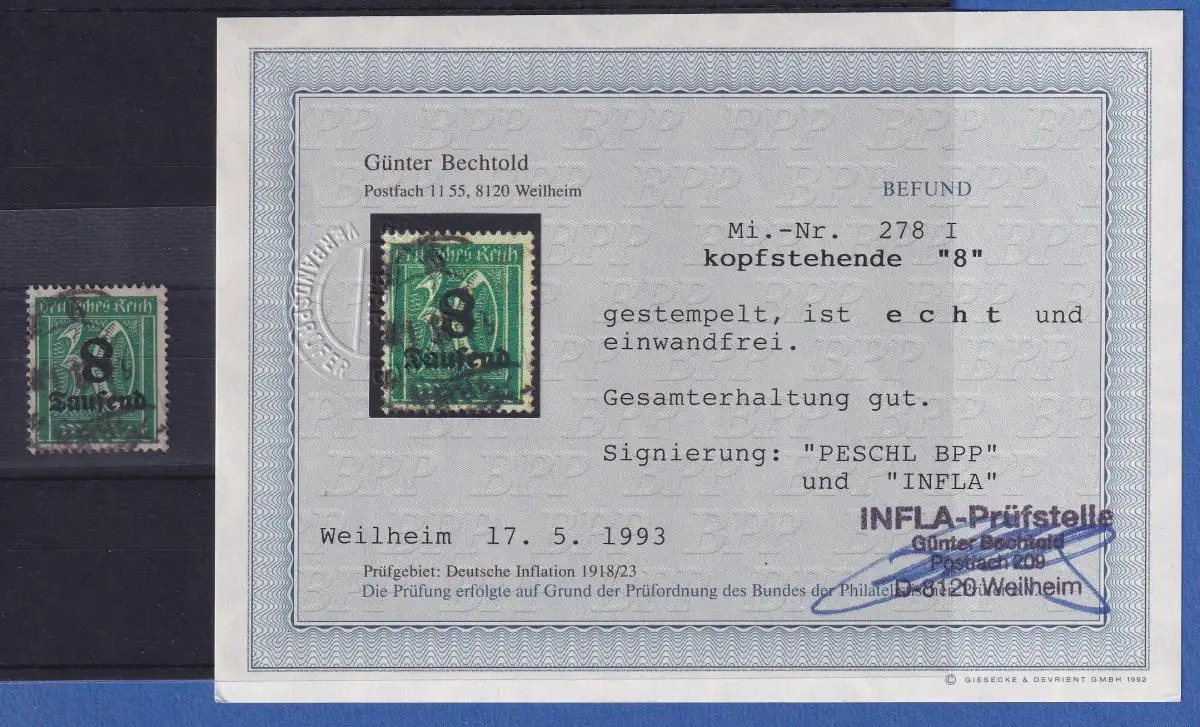 Günter Bechtold
Postfach 11 55, 8120 Weilheim
BEFUND
Mi.-Nr. 278 I
kopfstehende "8"
gestempelt, ist echt und
einwandfrei.
Gesamterhaltung gut.
Signierung: "PESCHL BPP"
und "INFLA"
VERBANDSPRÜFER
Deutsches Reich
8
Tausend
Deutsches Reich
8
Tausend
INFLA-Prüfstelle
Günter Bechtold
Postfach 209
D-8120 Weilheim
Weilheim 17. 5. 1993
Prüfgebiet: Deutsche Inflation 1918/23
Die Prüfung erfolgte auf Grund der Prüfordnung des Bundes der Philatelistischen Prüfer e.
© GIESECKE & DEVRIENT GMBH 1992